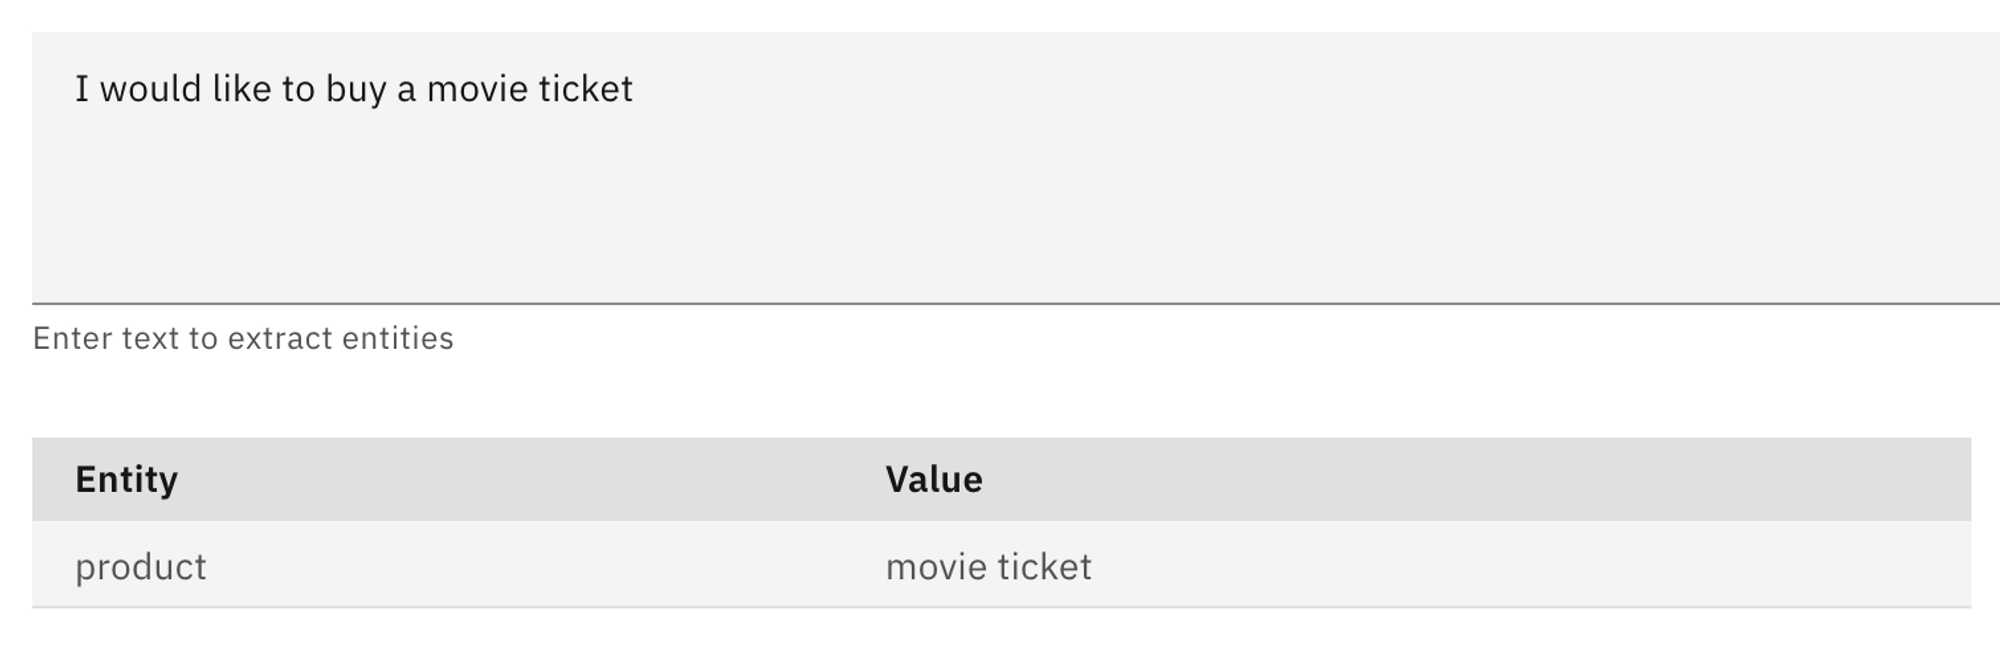 I would like to buy a movie ticket
Enter text to extract entities
Entity Value
product movie ticket